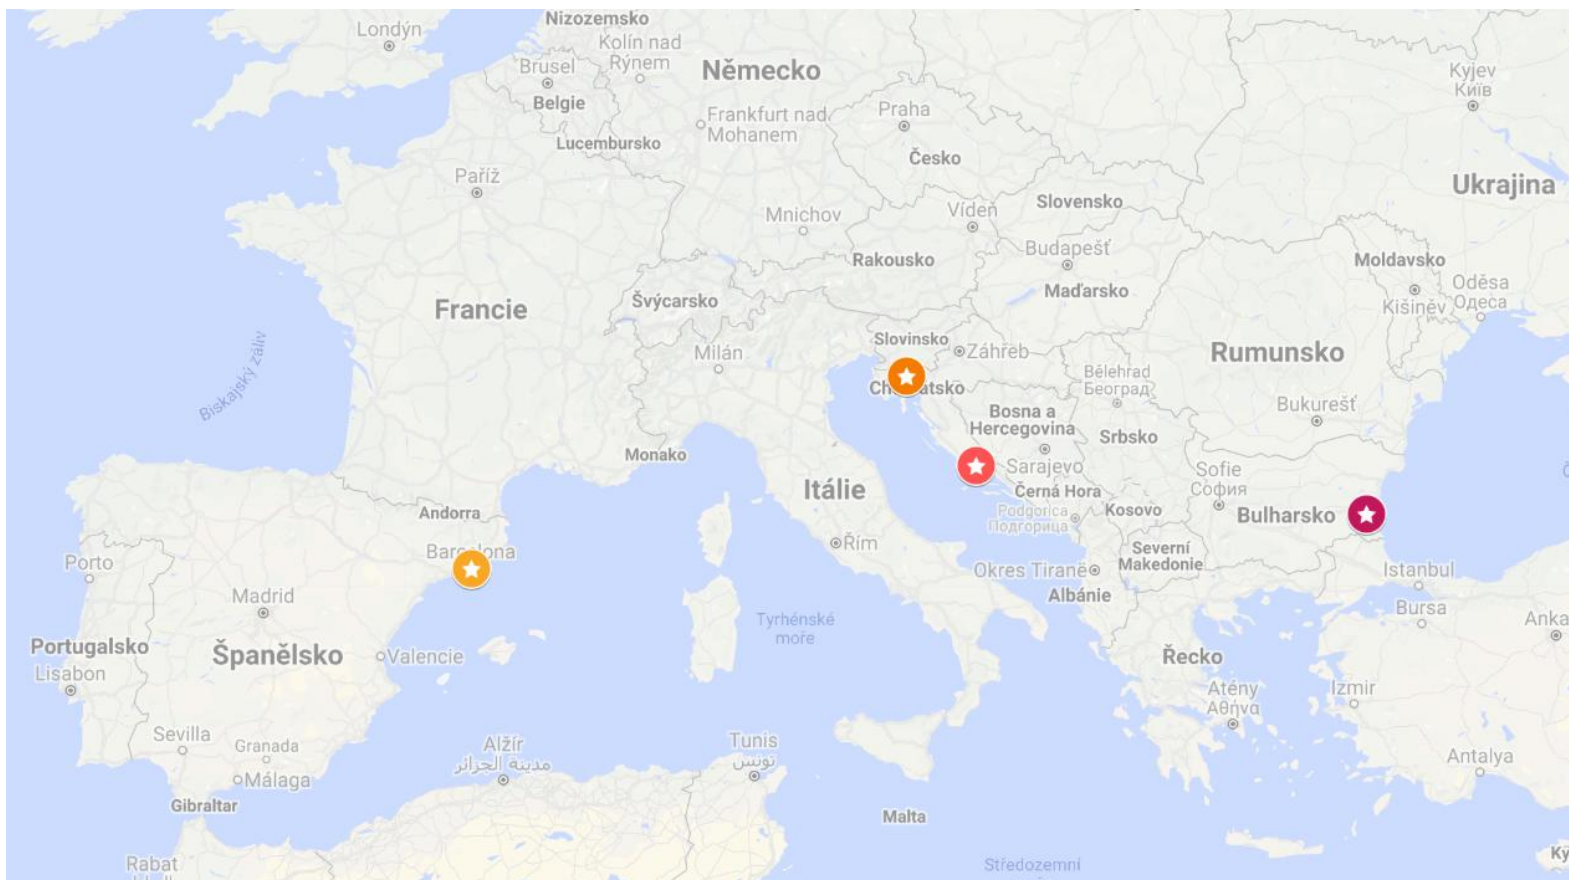 Nizozemsko
Londýn
Kolín nad
Rýnem
Brusel
Belgie
Německo
Frankfurt nad
Mohanem
Lucembursko
Praha
Česko
Kyjev
Київ
Ukrajina
Paříž
Mnichov
Vídeň
Slovensko
Budapešť
Rakousko
Maďarsko
Moldavsko
Kišiněv
Oděsa
Одеса
Švýcarsko
Francie
Biskajský záliv
Milán
Slovinsko
Záhřeb
Rumunsko
Bělehrad
Београд
Bukurešť
Bosna a
Hercegovina
Srbsko
Monako
Sarajevo
Sofie
София
Itálie
Černá Hora
Podgorica
Подгорица
Kosovo
Bulharsko
Andorra
Řím
Severní
Makedonie
Okres Tirana
Albánie
Istanbul
Bursa
Porto
Madrid
Portugalsko
Lisabon
Španělsko
Valencie
Tyrhénské
moře
Řecko
Atény
Αθήνα
Izmir
Antalya
Sevilla
Granada
Málaga
Gibraltar
Alžír
مدينة الجزائر
Tunis
تونس
Malta
Rabat
Středozemní